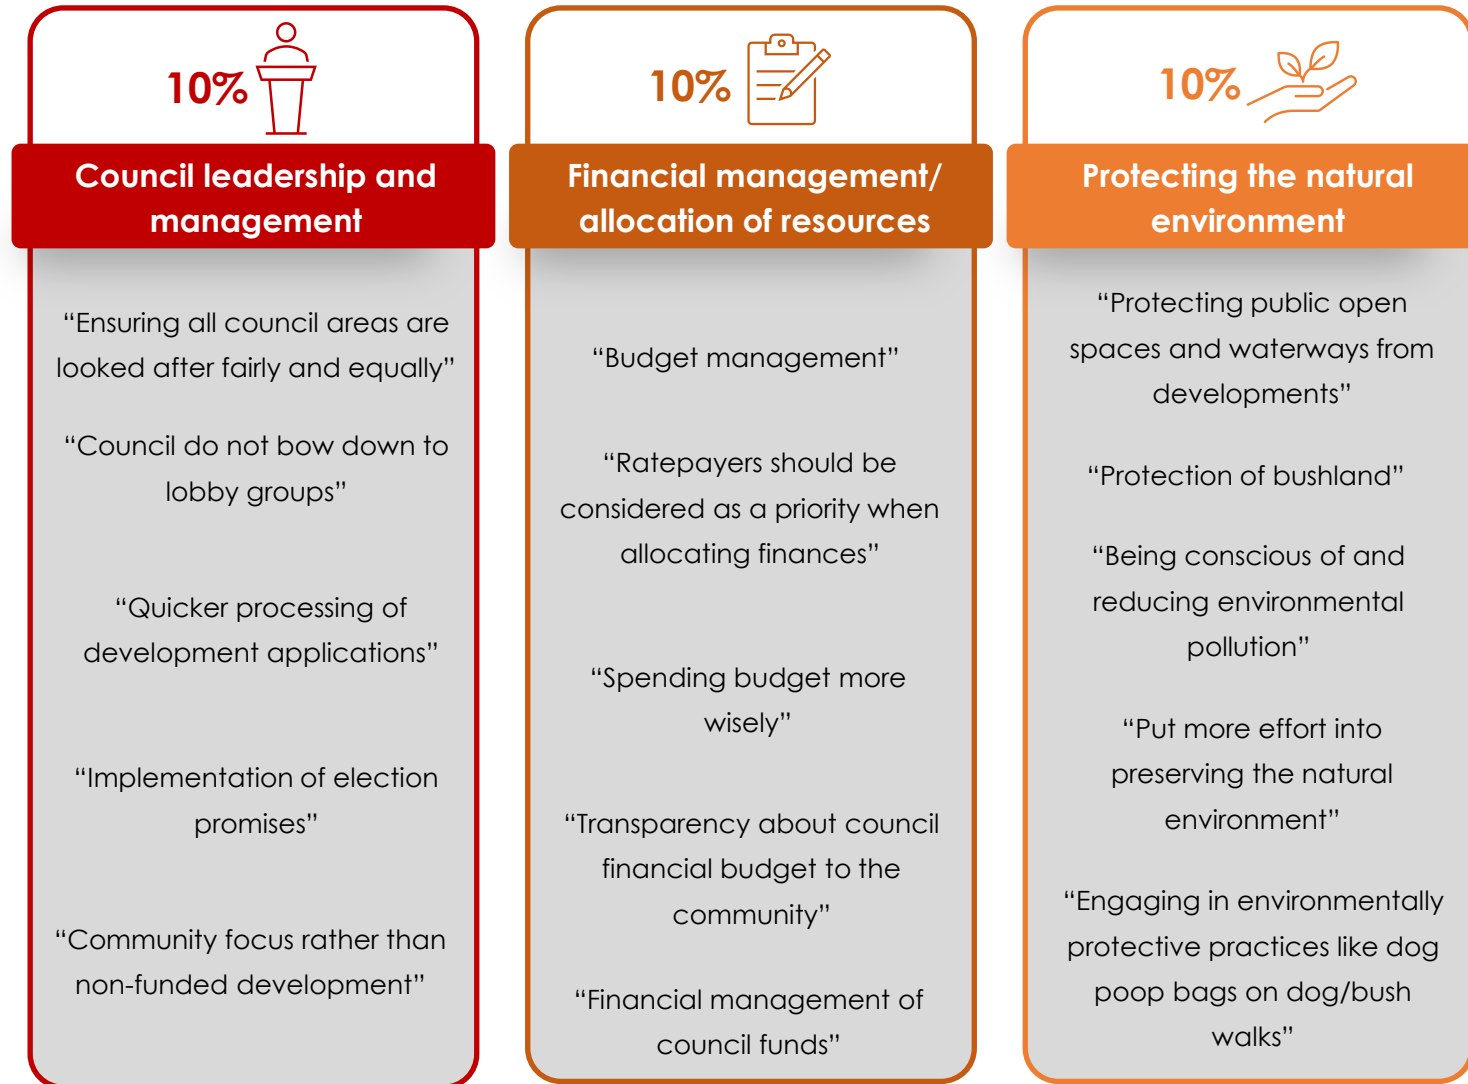 10%
Council leadership and
management
“Ensuring all council areas are
looked after fairly and equally”
“Council do not bow down to
lobby groups”
“Quicker processing of
development applications”
“Implementation of election
promises”
“Community focus rather than
non-funded development”
10%
Financial management/
allocation of resources
“Budget management”
“Ratepayers should be
considered as a priority when
allocating finances”
“Spending budget more
wisely”
“Transparency about council
financial budget to the
community”
“Financial management of
council funds”
10%
Protecting the natural
environment
“Protecting public open
spaces and waterways from
developments”
“Protection of bushland”
“Being conscious of and
reducing environmental
pollution”
“Put more effort into
preserving the natural
environment”
“Engaging in environmentally
protective practices like dog
poop bags on dog/bush
walks”